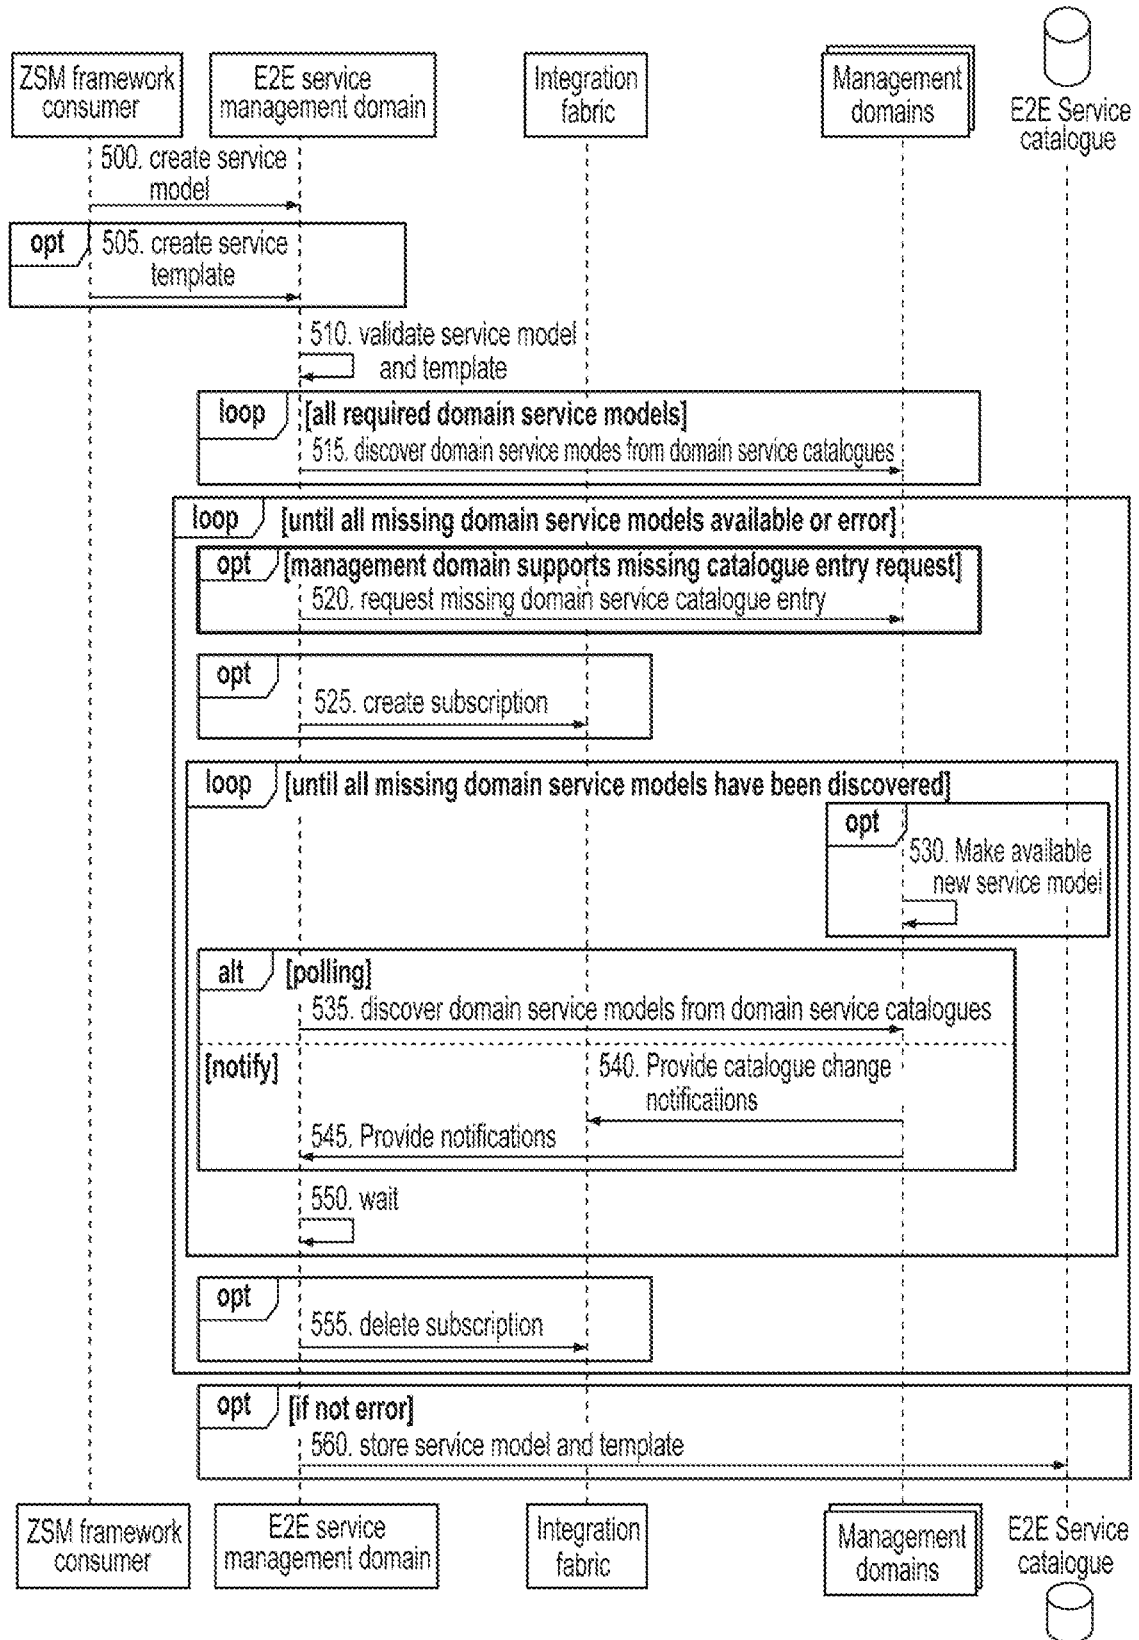 ZSM framework
consumer
E2E service
management domain
Integration
fabric
Management
domains
E2E Service
catalogue
500. create service
model
opt
505. create service
template
510. validate service model
and template
loop
[all required domain service models]
515. discover domain service modes from domain service catalogues
loop
[until all missing domain service models available or error]
opt
[management domain supports missing catalogue entry request]
520. request missing domain service catalogue entry
opt
525. create subscription
loop
[until all missing domain service models have been discovered]
opt
530. Make available
new service model
alt
[polling]
535. discover domain service models from domain service catalogues
[notify]
540. Provide catalogue change
notifications
545. Provide notifications
550. wait
opt
555. delete subscription
opt
[if not error]
560. store service model and template
ZSM framework
consumer
E2E service
management domain
Integration
fabric
Management
domains
E2E Service
catalogue